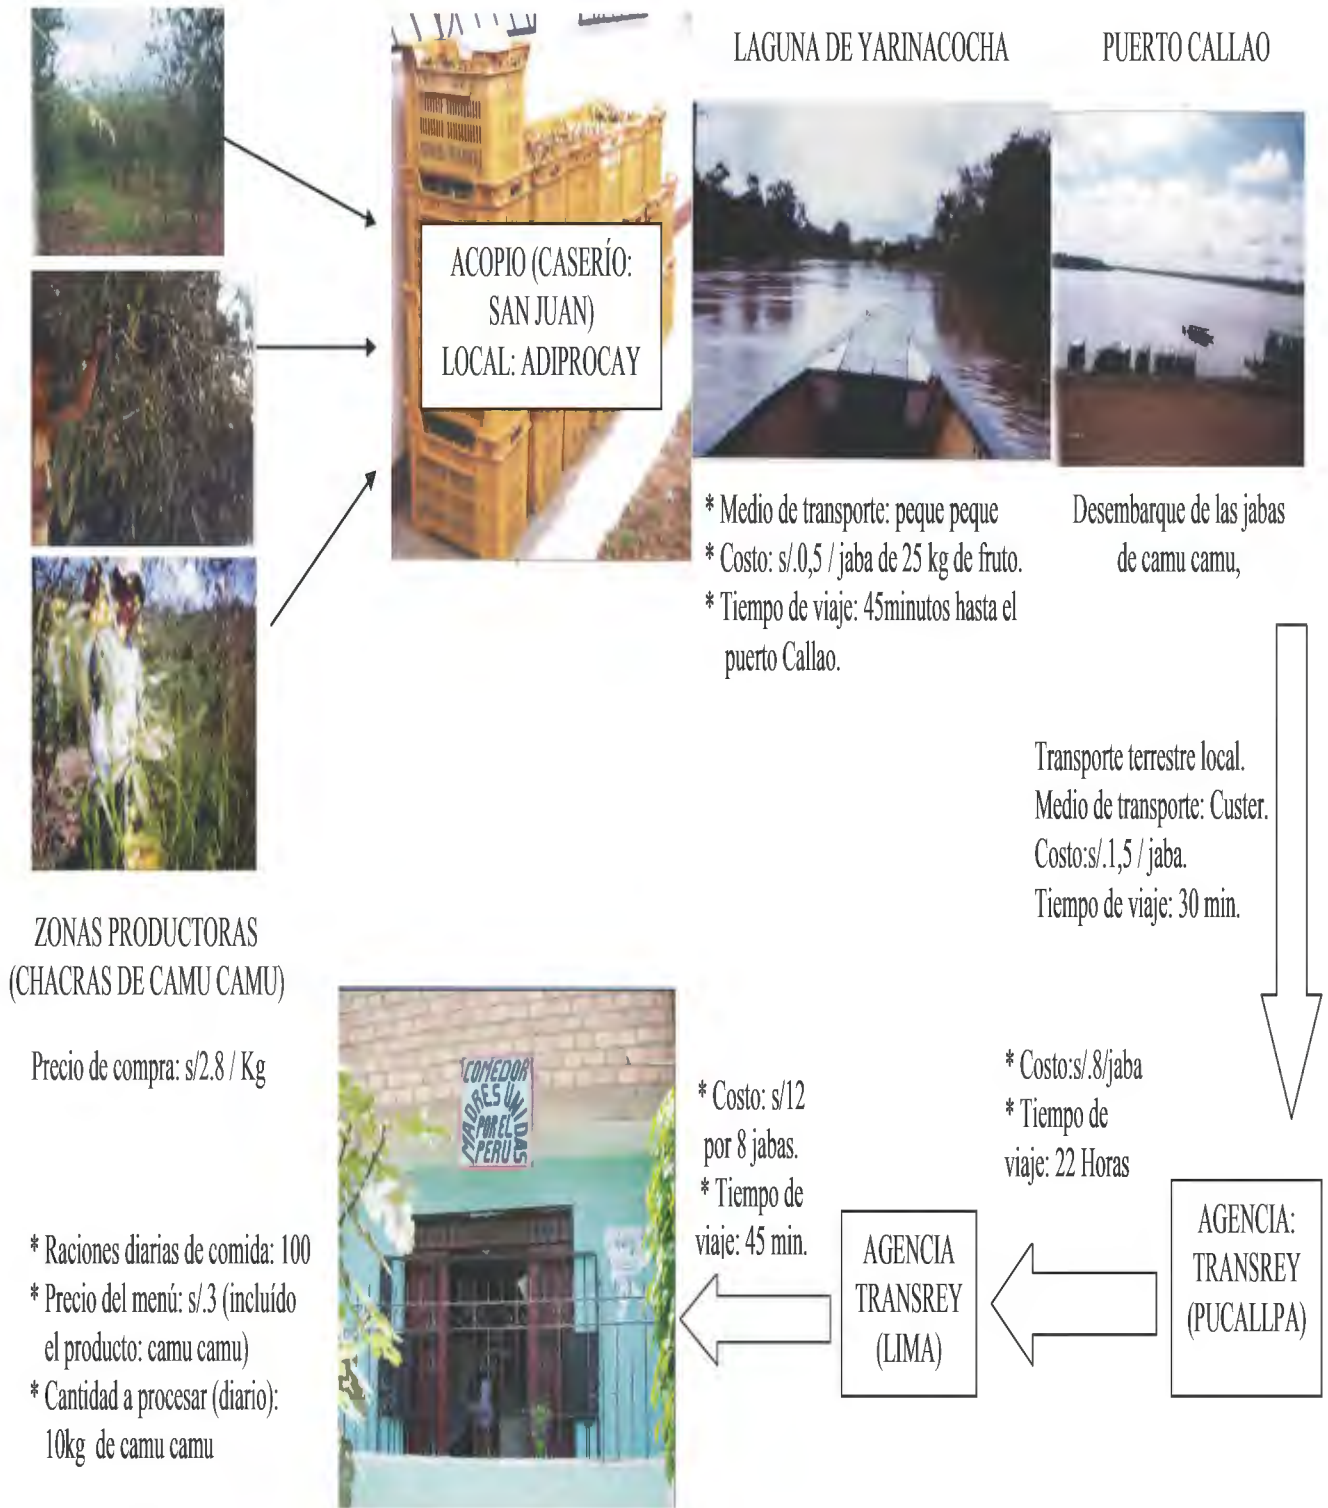 LAGUNA DE YARINACOCHA
PUERTO CALLAO
ACOPIO (CASERÍO:
SAN JUAN)
LOCAL: ADIPROCAY
* Medio de transporte: peque peque
* Costo: s/.0,5 / jaba de 25 kg de fruto.
* Tiempo de viaje: 45minutos hasta el
puerto Callao.
Desembarque de las jabas
de camu camu,
Transporte terrestre local.
Medio de transporte: Custer.
Costo:s/.1,5 / jaba.
Tiempo de viaje: 30 min.
ZONAS PRODUCTORAS
(CHACRAS DE CAMU CAMU)
Precio de compra: s/2.8 / Kg
* Raciones diarias de comida: 100
* Precio del menú: s/.3 (incluído
el producto: camu camu)
* Cantidad a procesar (diario):
10kg de camu camu
COMEDOR
MADRES UNIDAS
POR EL
PERU
* Costo: s/12
por 8 jabas.
* Tiempo de
viaje: 45 min.
AGENCIA
TRANSREY
(LIMA)
* Costo:s/.8/jaba
* Tiempo de
viaje: 22 Horas
AGENCIA:
TRANSREY
(PUCALLPA)